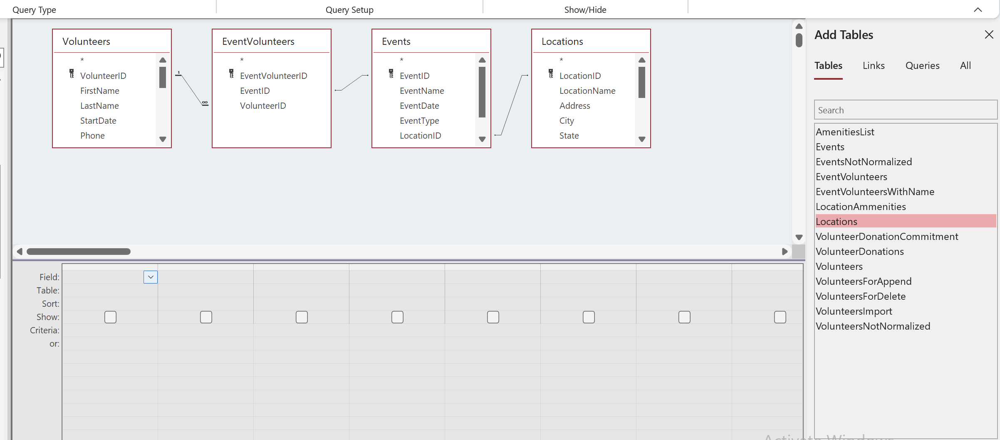 Query Type
Query Setup
Show/Hide
Volunteers
*
VolunteerID
FirstName
LastName
StartDate
Phone
1
∞
EventVolunteers
*
EventVolunteerID
EventID
VolunteerID
Events
*
EventID
EventName
EventDate
EventType
LocationID
Locations
*
LocationID
LocationName
Address
City
State
Field:
Table:
Sort:
Show:
Criteria:
or:
Add Tables
Tables Links Queries All
Search
AmenitiesList
Events
EventsNotNormalized
EventVolunteers
EventVolunteersWithName
LocationAmmenities
Locations
VolunteerDonationCommitment
VolunteerDonations
Volunteers
VolunteersForAppend
VolunteersForDelete
VolunteersImport
VolunteersNotNormalized
Activate Windows